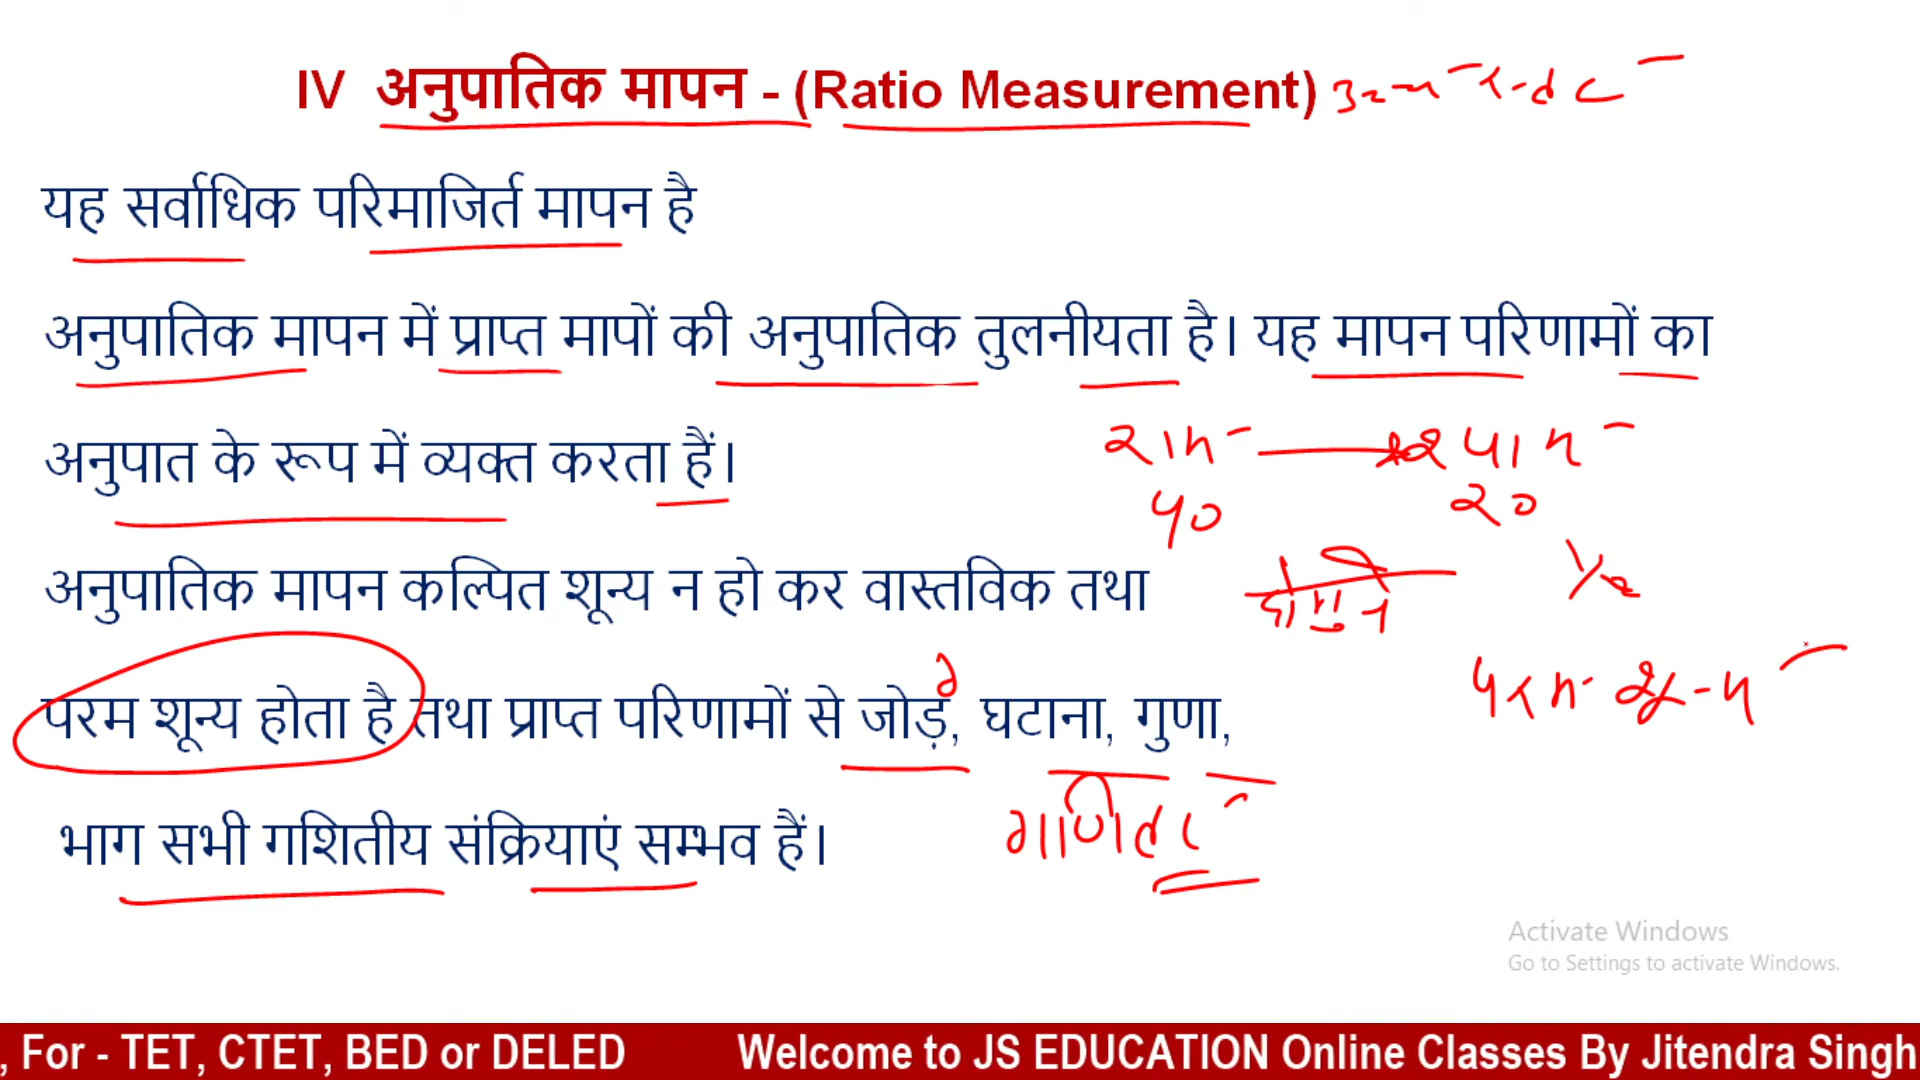 IV अनुपातिक मापन - (Ratio Measurement)
यह सर्वाधिक परिमाजिर्त मापन है
अनुपातिक मापन में प्राप्त मापों की अनुपातिक तुलनीयता है। यह मापन परिणामों का
अनुपात के रूप में व्यक्त करता हैं।
40 20
अनुपातिक मापन कल्पित शून्य न हो कर वास्तविक तथा
1/2
परम शून्य होता है तथा प्राप्त परिणामों से जोड़, घटाना, गुणा,
भाग सभी गशितीय संक्रियाएं सम्भव हैं।
Activate Windows
Go to Settings to activate Windows.
, For - TET, CTET, BED or DELED Welcome to JS EDUCATION Online Classes By Jitendra Singh